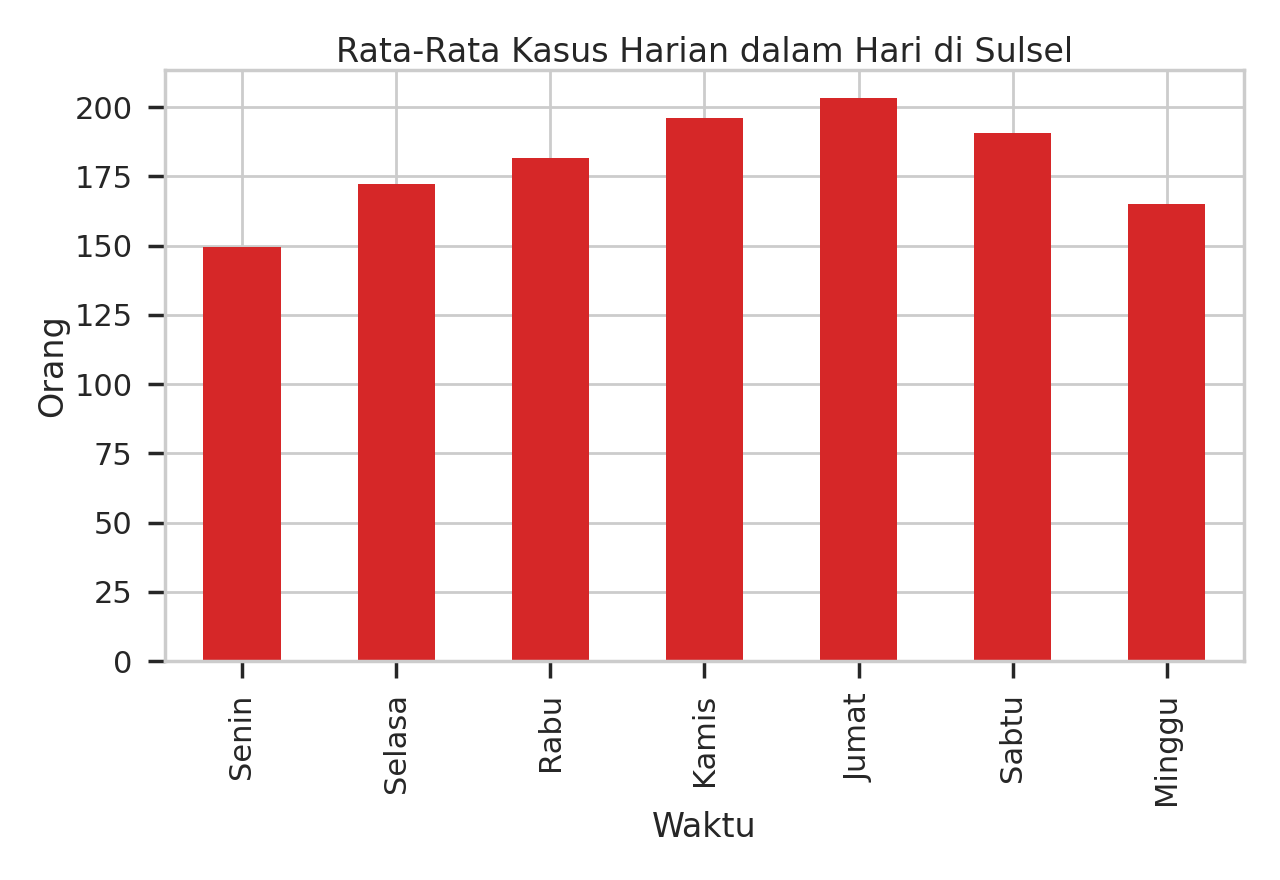 Rata-Rata Kasus Harian dalam Hari di Sulsel
200
175
150
125
100
75
50
25
0
Orang
Senin
Selasa
Rabu
Kamis
Jumat
Sabtu
Minggu
Waktu